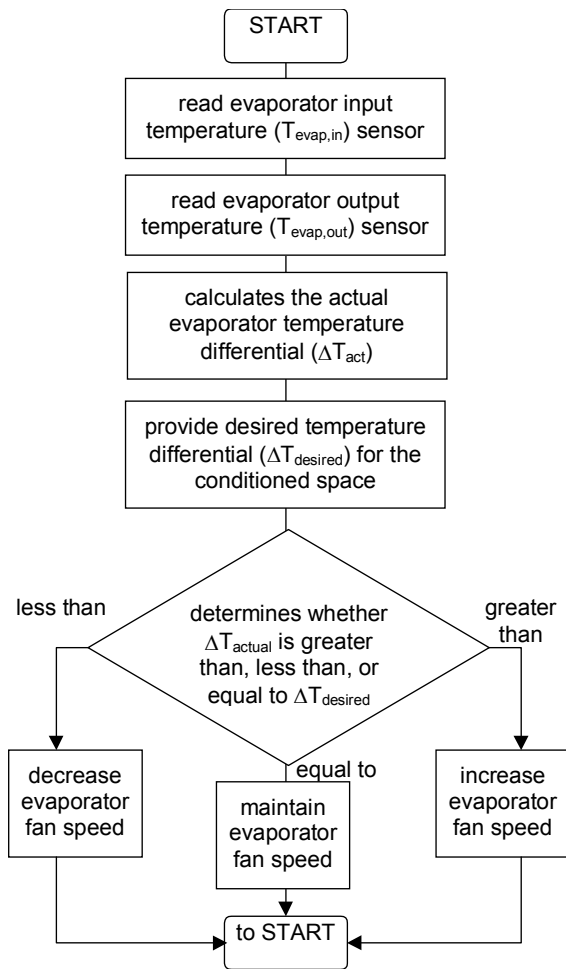 START
read evaporator input
temperature (Tevap,in) sensor
read evaporator output
temperature (Tevap,out) sensor
calculates the actual
evaporator temperature
differential (ΔTact)
provide desired temperature
differential (ΔTdesired) for the
conditioned space
less than
greater
than
determines whether
ΔTactual is greater
than, less than, or
equal to ΔTdesired
equal to
decrease
evaporator
fan speed
maintain
evaporator
fan speed
increase
evaporator
fan speed
to START